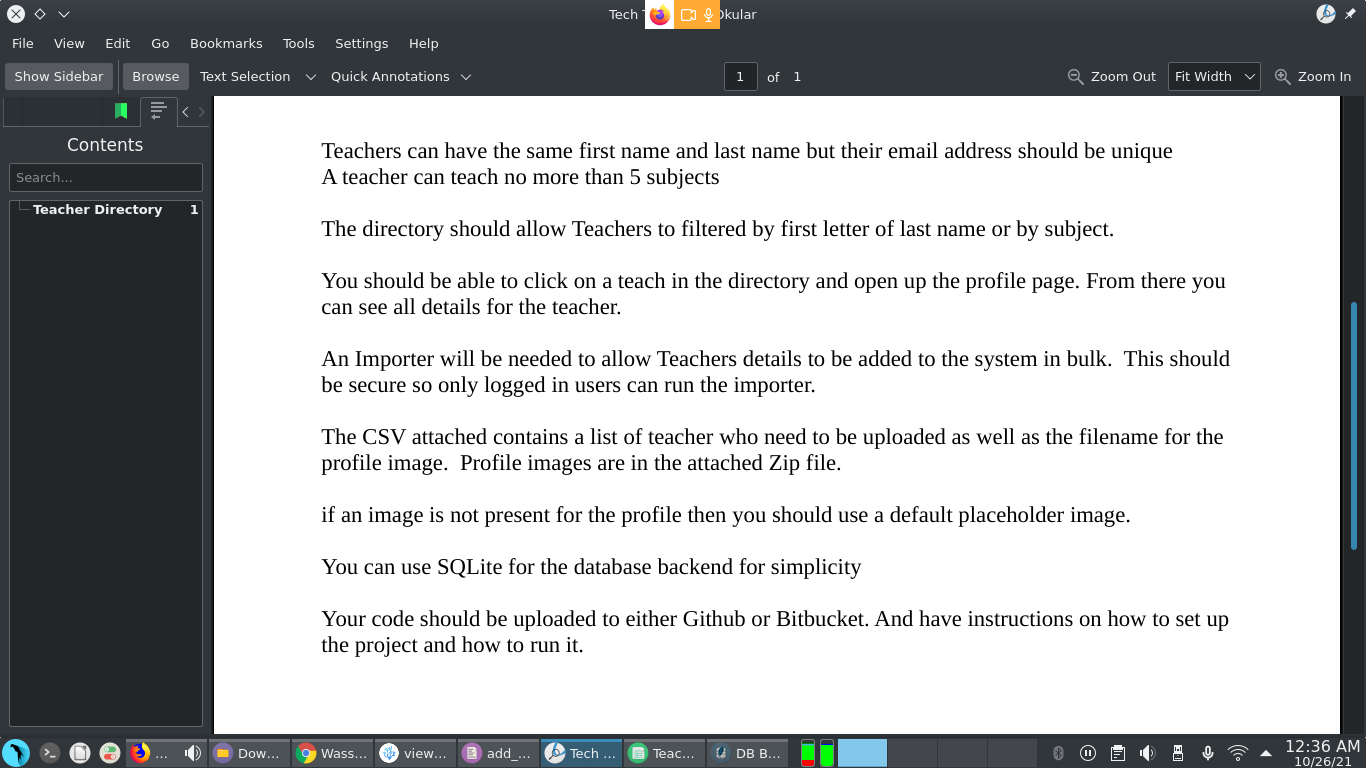 Tech
Okular
File View Edit Go Bookmarks Tools Settings Help
Show Sidebar Browse Text Selection Quick Annotations 1 of 1 Zoom Out Fit Width Zoom In
Contents
Search...
Teacher Directory 1
Teachers can have the same first name and last name but their email address should be unique
A teacher can teach no more than 5 subjects
The directory should allow Teachers to filtered by first letter of last name or by subject.
You should be able to click on a teach in the directory and open up the profile page. From there you
can see all details for the teacher.
An Importer will be needed to allow Teachers details to be added to the system in bulk.  This should
be secure so only logged in users can run the importer.
The CSV attached contains a list of teacher who need to be uploaded as well as the filename for the
profile image.  Profile images are in the attached Zip file.
if an image is not present for the profile then you should use a default placeholder image.
You can use SQLite for the database backend for simplicity
Your code should be uploaded to either Github or Bitbucket. And have instructions on how to set up
the project and how to run it.
... Dow... Wass... view... add_... Tech ... Teac... DB B... 12:36 AM
10/26/21